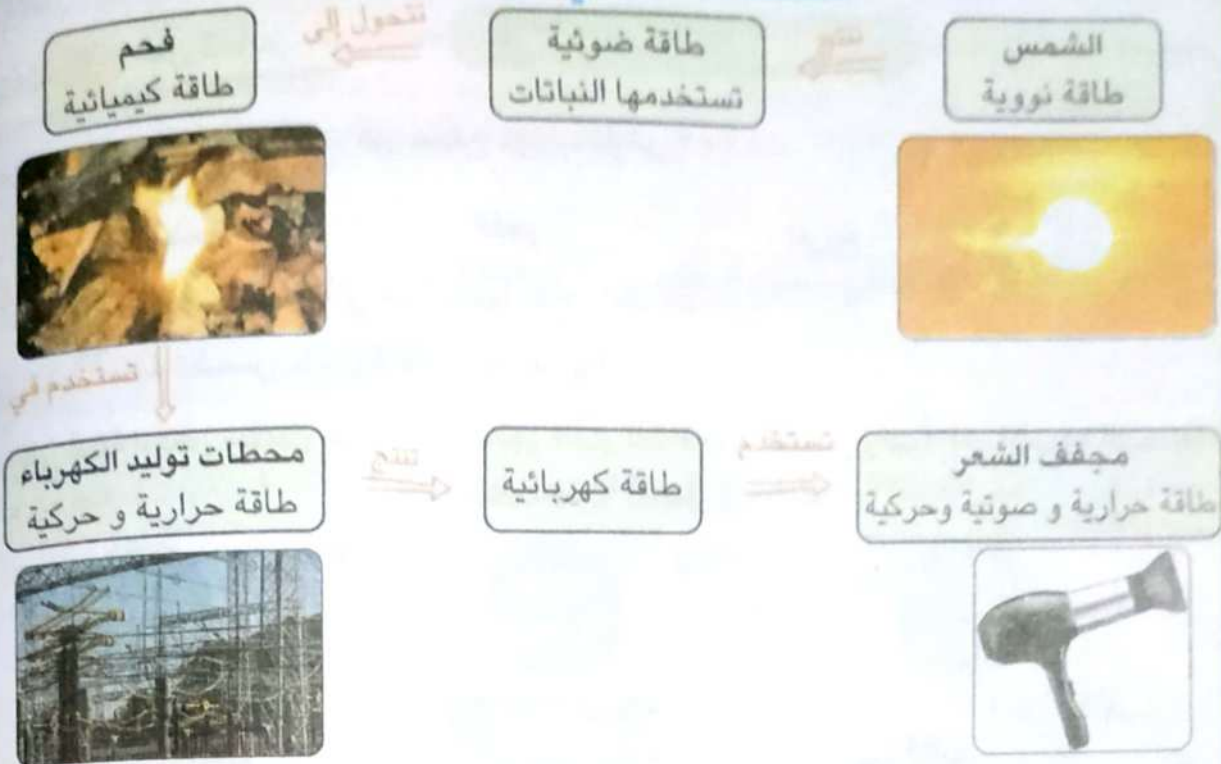 الشمس
طاقة نووية
تنتج
طاقة ضوئية
تستخدمها النباتات
تتحول إلى
فحم
طاقة كيميائية
تستخدم في
محطات توليد الكهرباء
طاقة حرارية و حركية
تنتج
طاقة كهربائية
تستخدم
مجفف الشعر
طاقة حرارية و صوتية وحركية